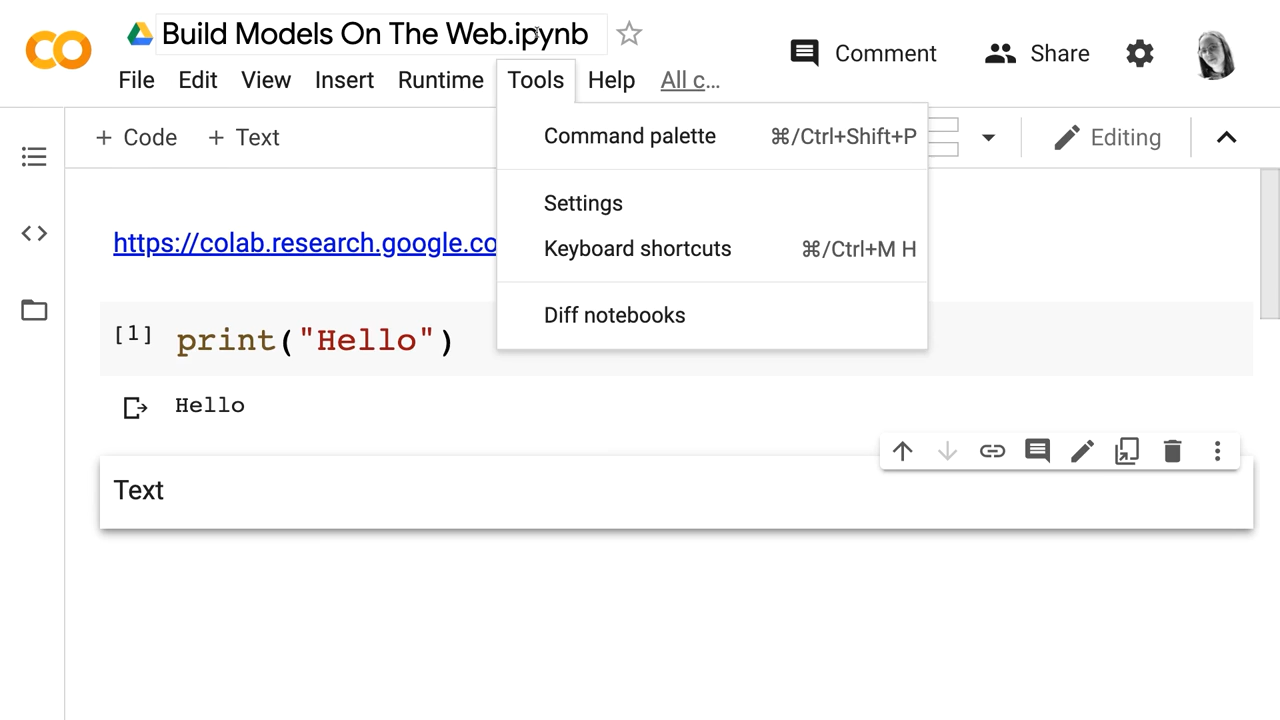 Build Models On The Web.ipynb
Comment
Share
File Edit View Insert Runtime Tools Help All c...
+ Code + Text
Editing
Command palette ⌘/Ctrl+Shift+P
Settings
Keyboard shortcuts ⌘/Ctrl+M H
Diff notebooks
https://colab.research.google.co
[1] print("Hello")
Hello
Text